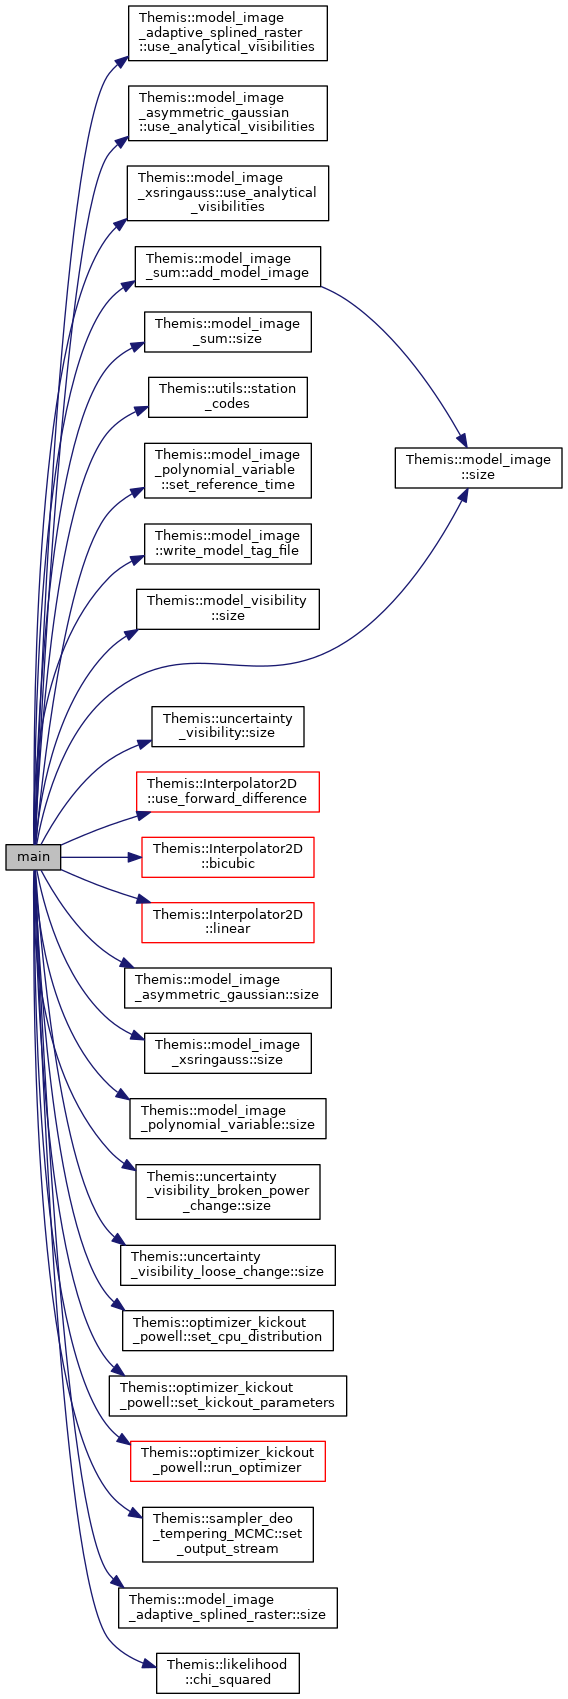 Themis::model_image
_adaptive_splined_raster
::use_analytical_visibilities
Themis::model_image
_asymmetric_gaussian
::use_analytical_visibilities
Themis::model_image
_xsringauss::use_analytical
_visibilities
Themis::model_image
_sum::add_model_image
Themis::model_image
_sum::size
Themis::utils::station
_codes
Themis::model_image
_polynomial_variable
::set_reference_time
Themis::model_image
::size
Themis::model_image
::write_model_tag_file
Themis::model_visibility
::size
Themis::uncertainty
_visibility::size
Themis::Interpolator2D
::use_forward_difference
main
Themis::Interpolator2D
::bicubic
Themis::Interpolator2D
::linear
Themis::model_image
_asymmetric_gaussian::size
Themis::model_image
_xsringauss::size
Themis::model_image
_polynomial_variable::size
Themis::uncertainty
_visibility_broken_power
_change::size
Themis::uncertainty
_visibility_loose_change::size
Themis::optimizer_kickout
_powell::set_cpu_distribution
Themis::optimizer_kickout
_powell::set_kickout_parameters
Themis::optimizer_kickout
_powell::run_optimizer
Themis::sampler_deo
_tempering_MCMC::set
_output_stream
Themis::model_image
_adaptive_splined_raster::size
Themis::likelihood
::chi_squared